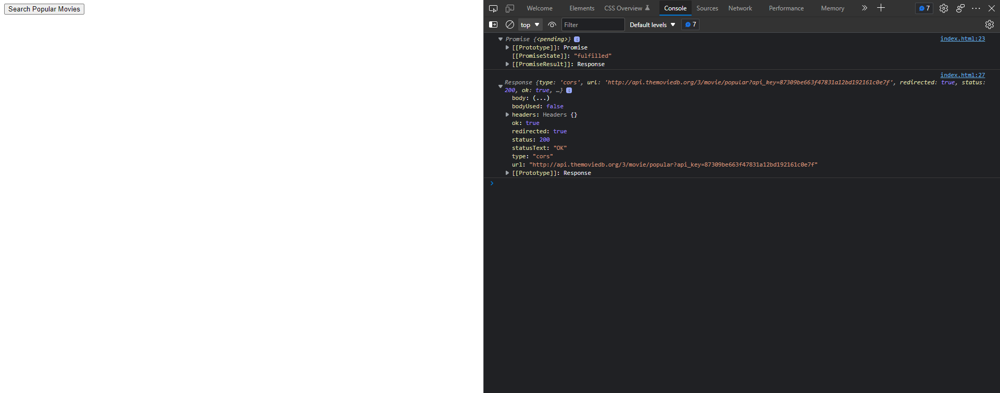 Search Popular Movies
Welcome Elements CSS Overview Console Sources Network Performance Memory 7
top Filter Default levels 7
Promise {<pending>} i index.html:23
[[Prototype]]: Promise
[[PromiseState]]: "fulfilled"
[[PromiseResult]]: Response
index.html:27
Response {type: 'cors', url: 'http://api.themoviedb.org/3/movie/popular?api_key=87309be663f47831a12bd192161c0e7f', redirected: true, status:
200, ok: true, …} i
body: (...)
bodyUsed: false
headers: Headers {}
ok: true
redirected: true
status: 200
statusText: "OK"
type: "cors"
url: "http://api.themoviedb.org/3/movie/popular?api_key=87309be663f47831a12bd192161c0e7f"
[[Prototype]]: Response